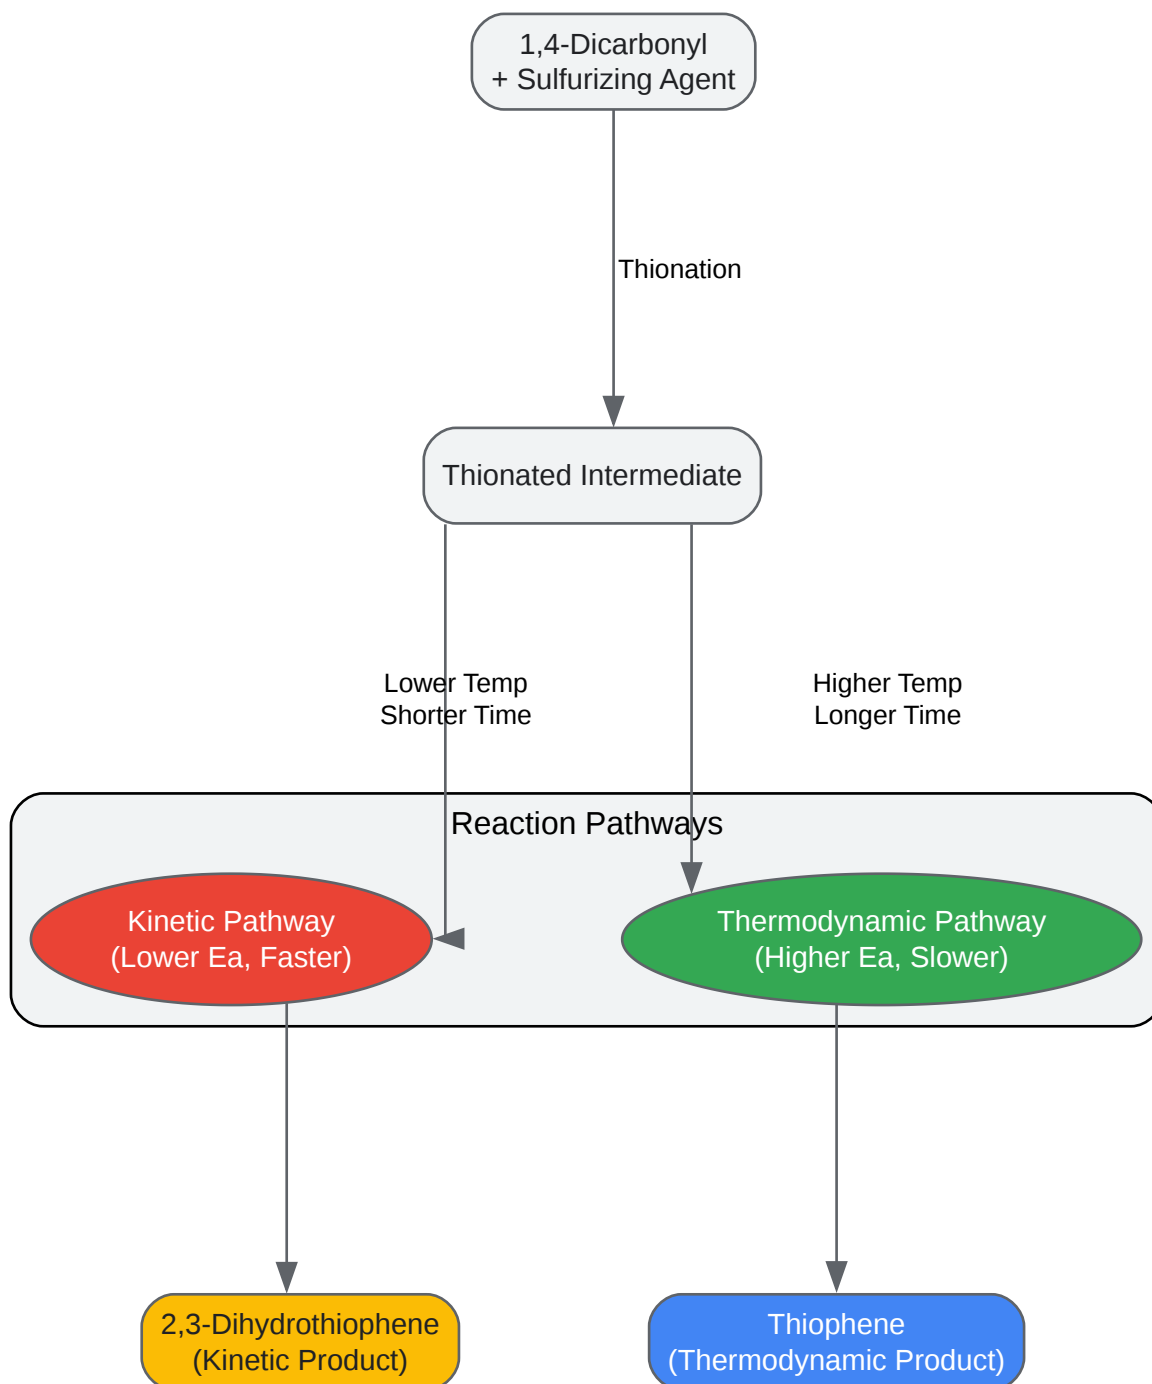 1,4-Dicarbonyl
+ Sulfurizing Agent
Thionation
Thionated Intermediate
Lower Temp
Shorter Time
Higher Temp
Longer Time
Reaction Pathways
Kinetic Pathway
(Lower Ea, Faster)
Thermodynamic Pathway
(Higher Ea, Slower)
2,3-Dihydrothiophene
(Kinetic Product)
Thiophene
(Thermodynamic Product)